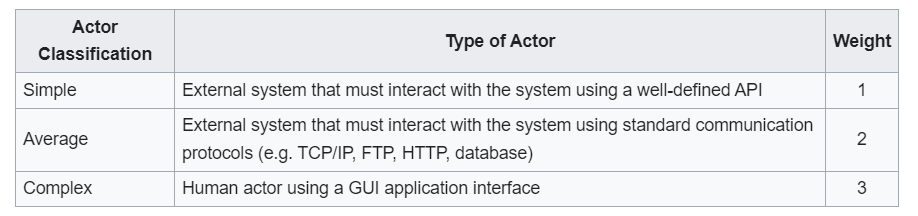 Actor
Classification
Type of Actor
Weight
Simple
External system that must interact with the system using a well-defined API
1
Average
External system that must interact with the system using standard communication
protocols (e.g. TCP/IP, FTP, HTTP, database)
2
Complex
Human actor using a GUI application interface
3